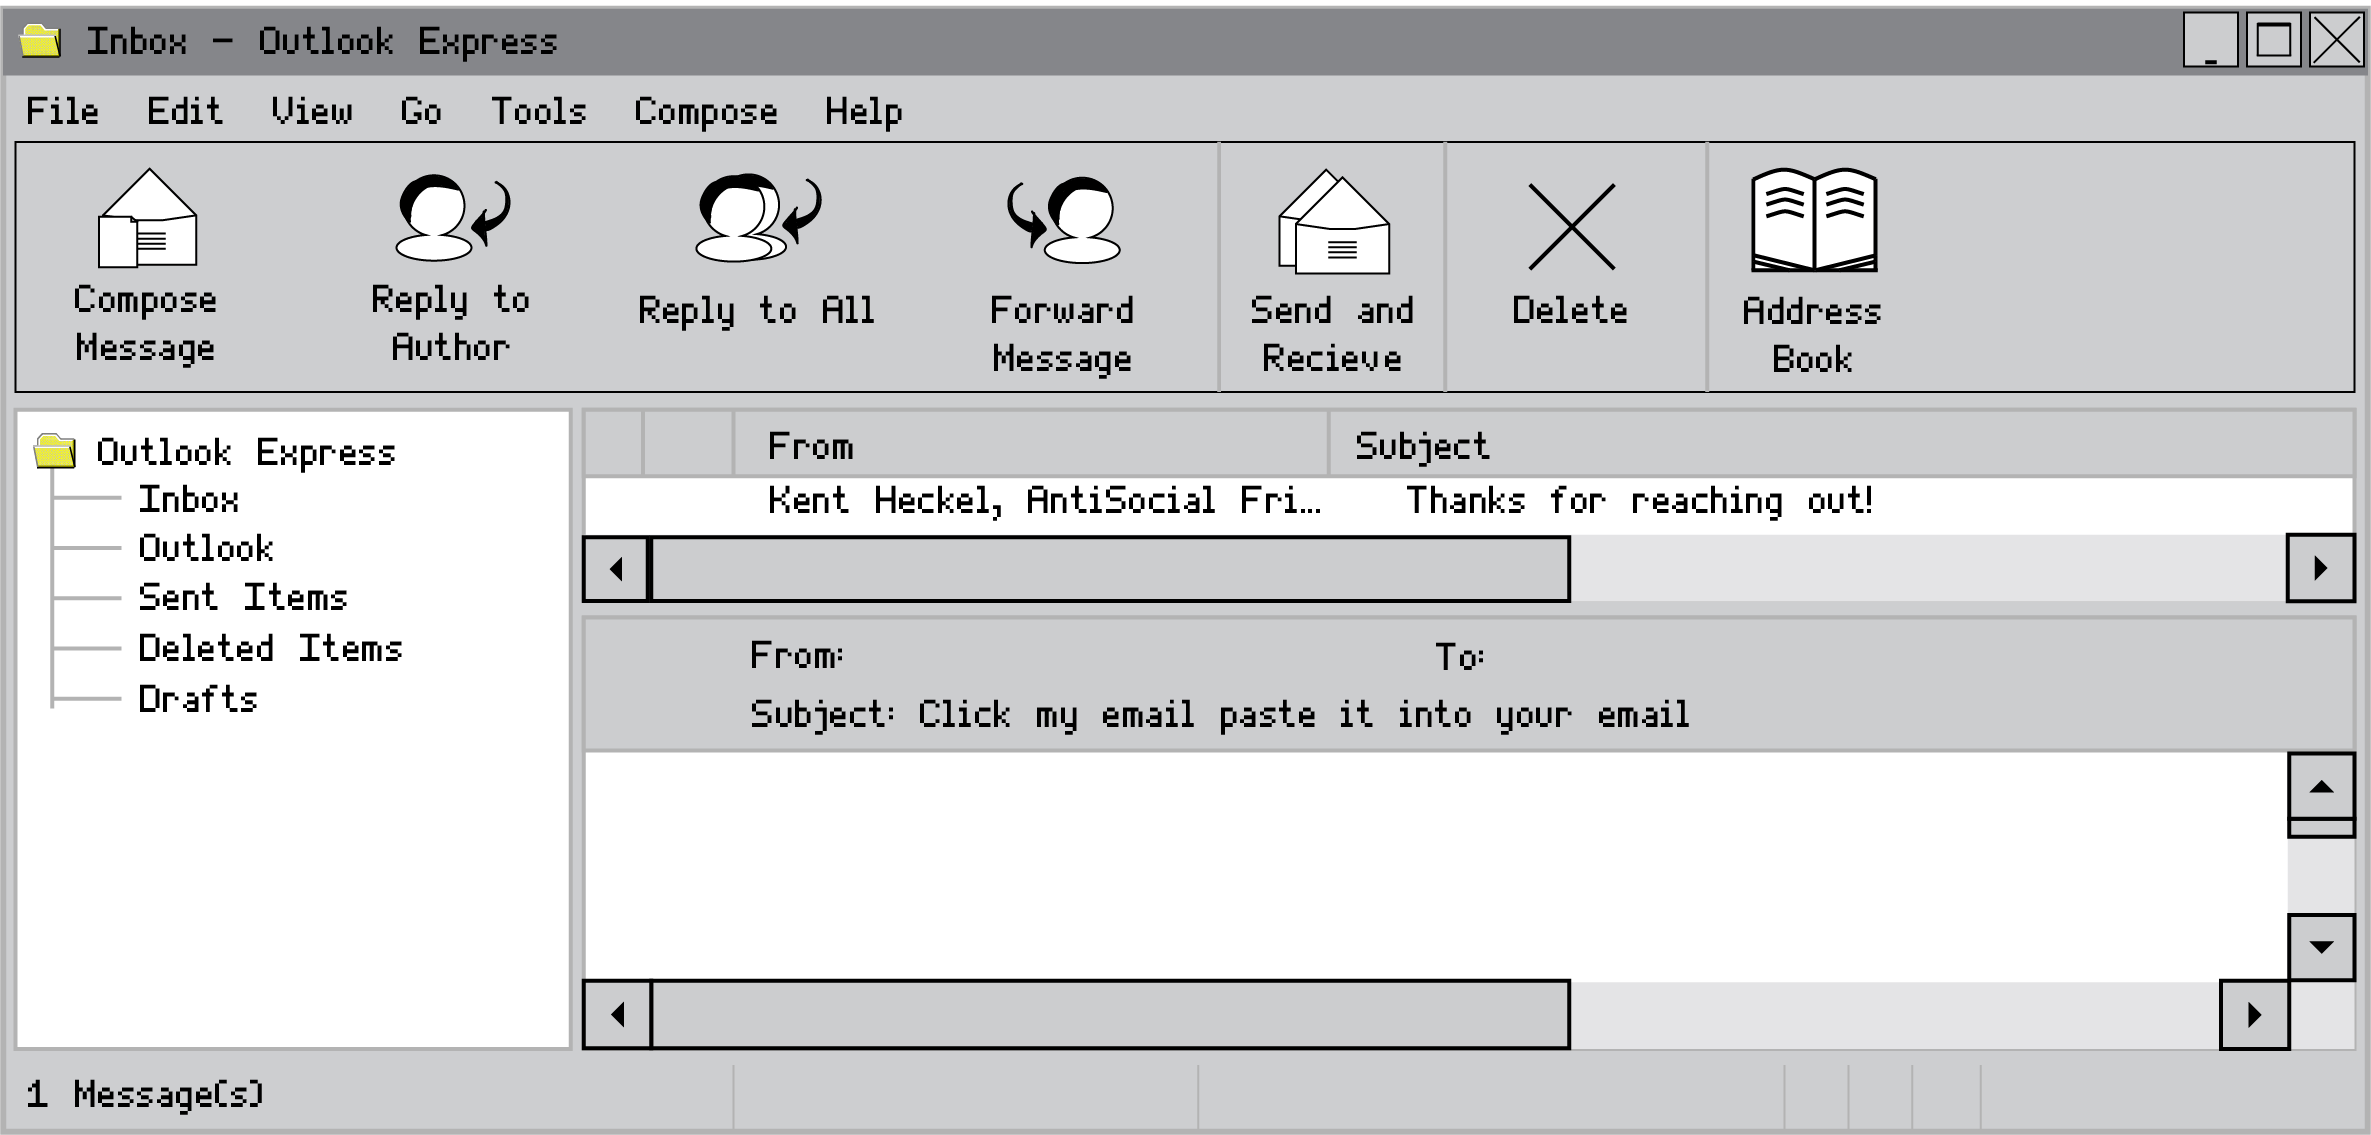 Inbox - Outlook Express
File Edit View Go Tools Compose Help
Compose
Message
Reply to
Author
Reply to All
Forward
Message
Send and
Recieve
Delete
Address
Book
Outlook Express
Inbox
Outlook
Sent Items
Deleted Items
Drafts
From Subject
Kent Heckel, AntiSocial Fri... Thanks for reaching out!
From: To:
Subject: Click my email paste it into your email
1 Message(s)